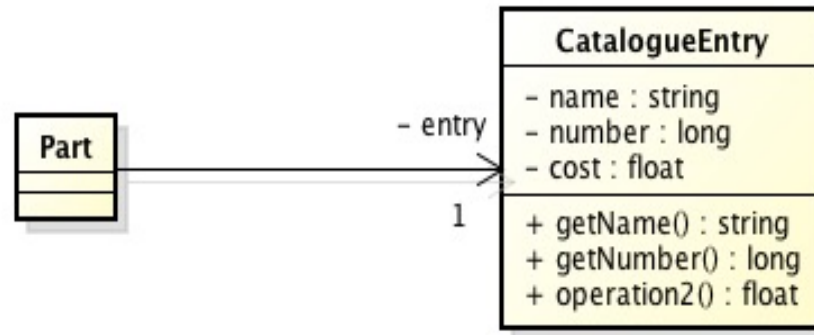 CatalogueEntry
- name : string
- number : long
- cost : float
+ getName() : string
+ getNumber() : long
+ operation2() : float
Part
- entry
1